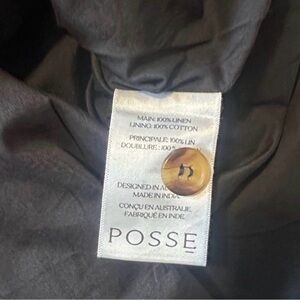 MAIN: 100% LINEN
LINING: 100% COTTON
PRINCIPALE: 100% LIN
DOUBLURE: 100%
DESIGNED IN
MADE IN INDIA
CONÇU EN AUSTRALIE.
FABRIQUÉ EN INDE.
POSSE